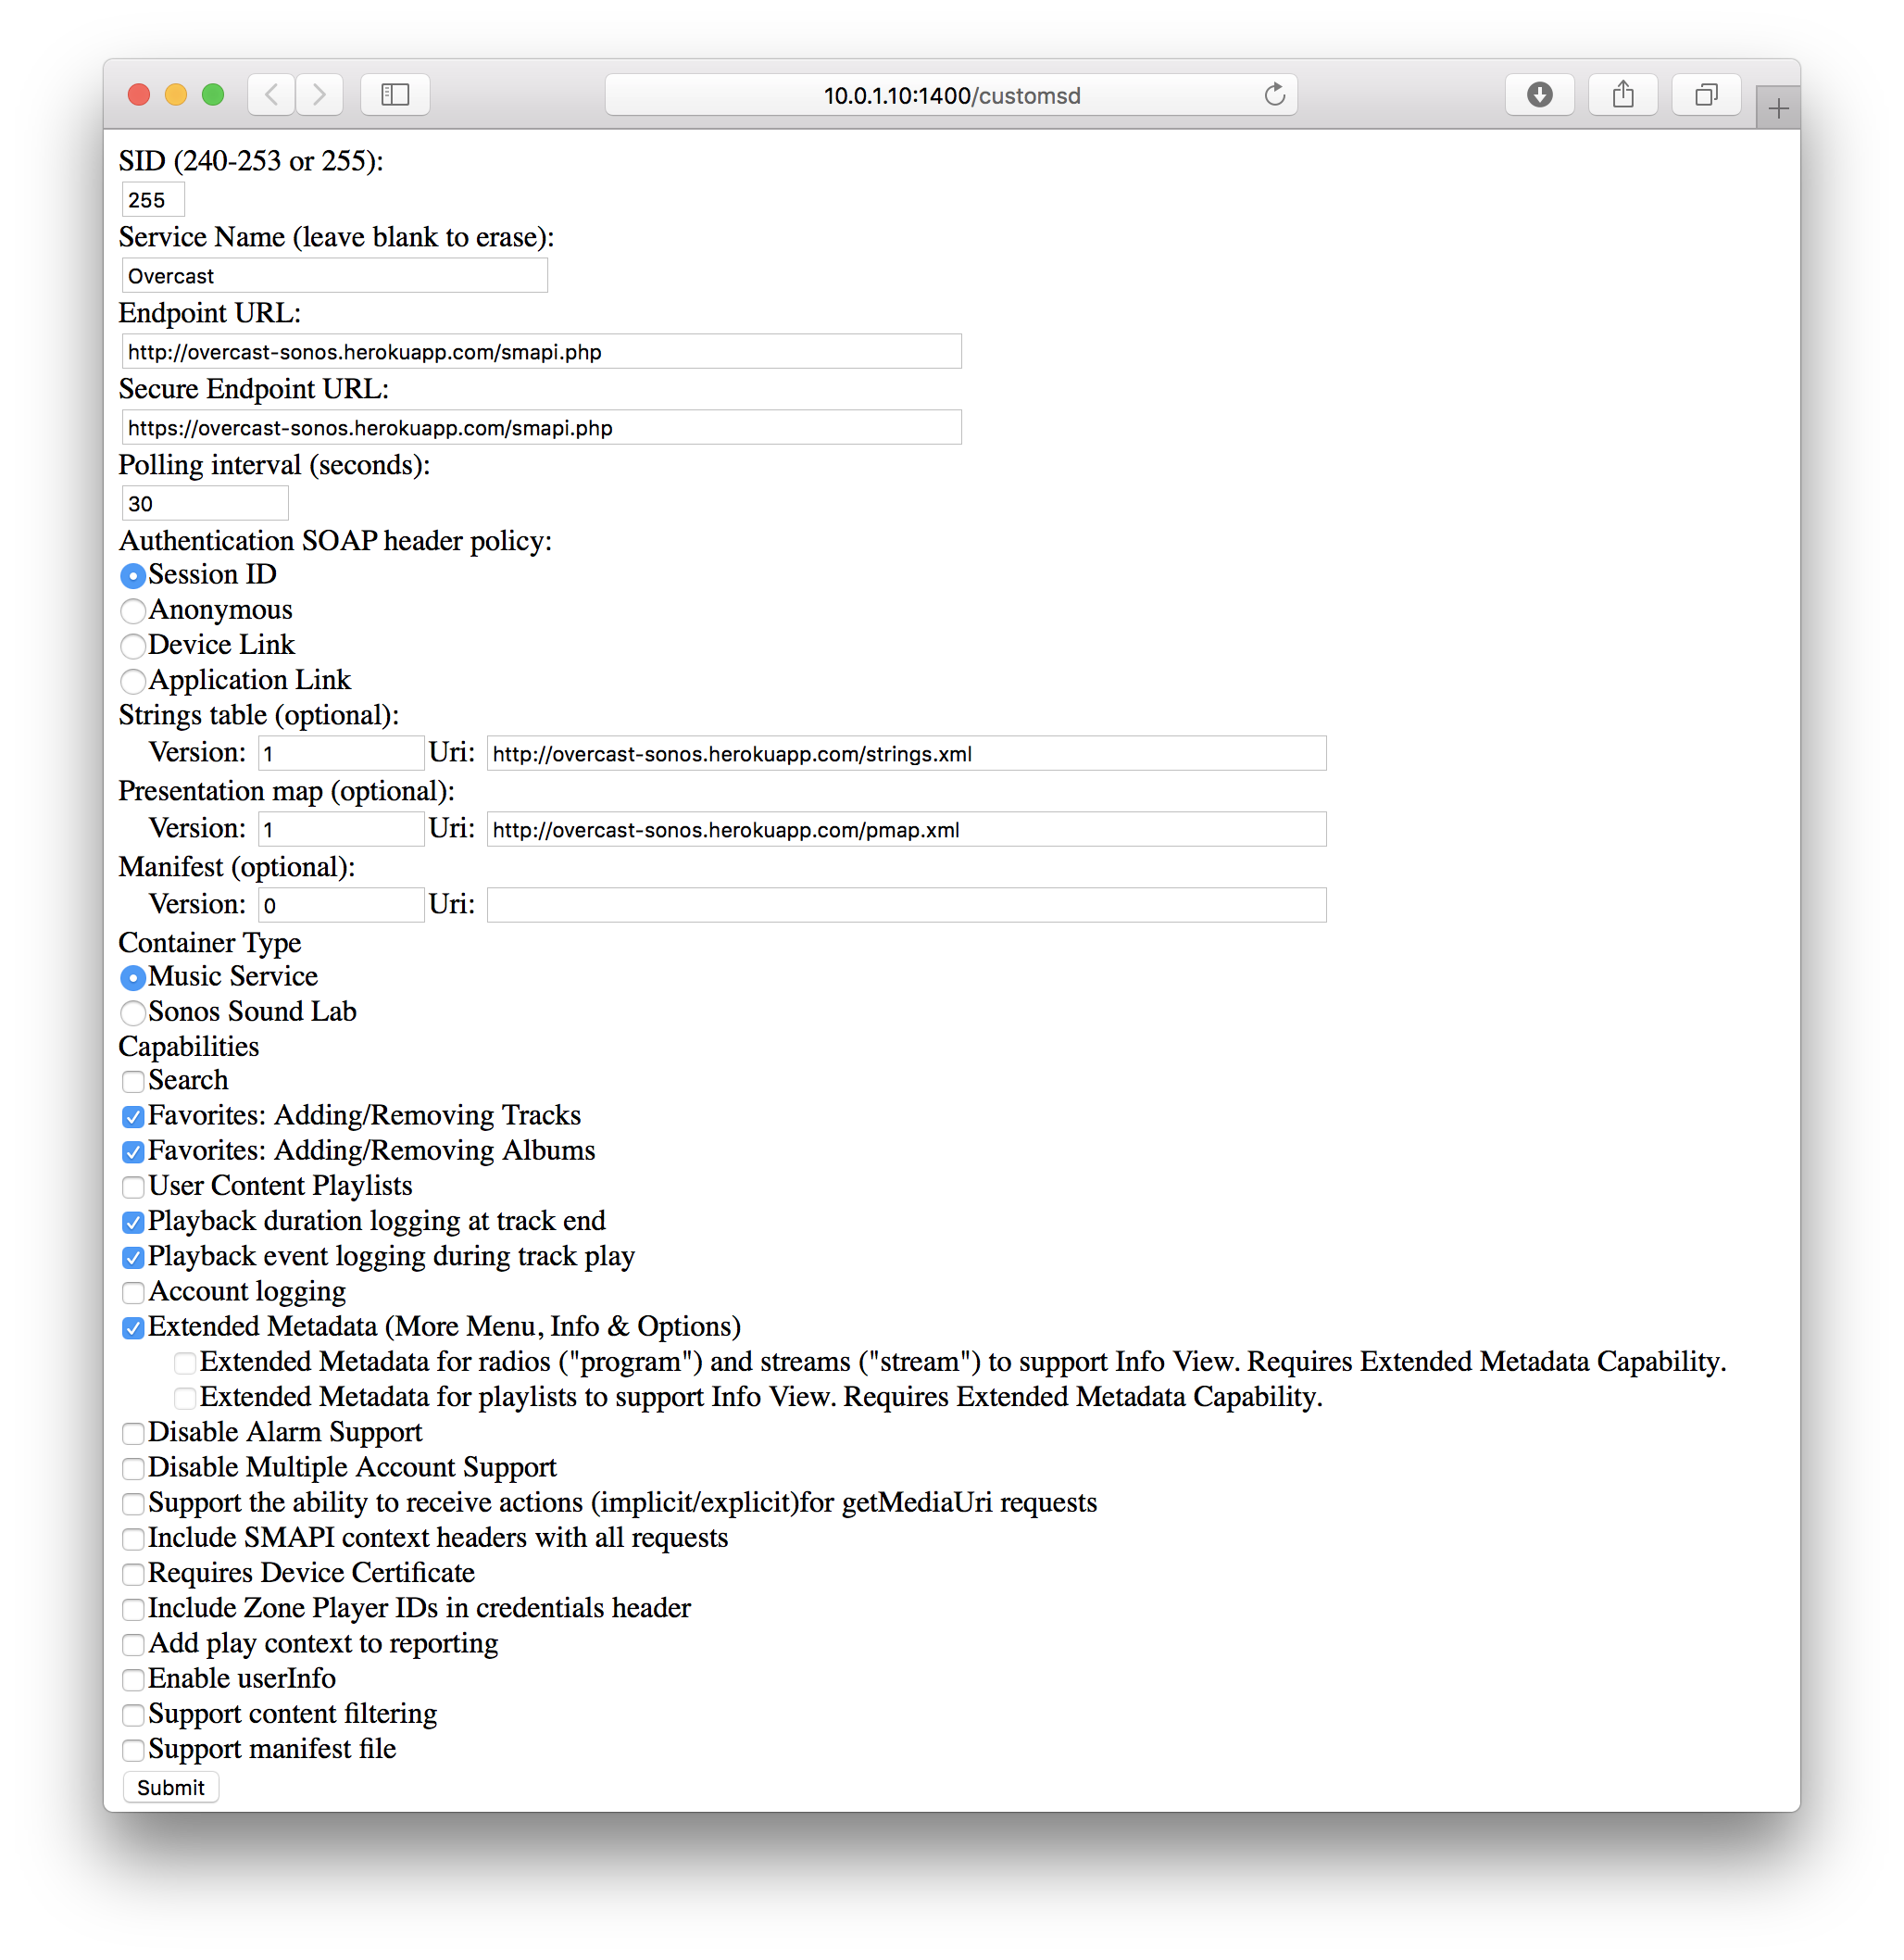 10.0.1.10:1400/customsd
SID (240-253 or 255):
255
Service Name (leave blank to erase):
Overcast
Endpoint URL:
http://overcast-sonos.herokuapp.com/smapi.php
Secure Endpoint URL:
https://overcast-sonos.herokuapp.com/smapi.php
Polling interval (seconds):
30
Authentication SOAP header policy:
Session ID
Anonymous
Device Link
Application Link
Strings table (optional):
Version: 1 Uri: http://overcast-sonos.herokuapp.com/strings.xml
Presentation map (optional):
Version: 1 Uri: http://overcast-sonos.herokuapp.com/pmap.xml
Manifest (optional):
Version: 0 Uri:
Container Type
Music Service
Sonos Sound Lab
Capabilities
Search
Favorites: Adding/Removing Tracks
Favorites: Adding/Removing Albums
User Content Playlists
Playback duration logging at track end
Playback event logging during track play
Account logging
Extended Metadata (More Menu, Info & Options)
Extended Metadata for radios ("program") and streams ("stream") to support Info View. Requires Extended Metadata Capability.
Extended Metadata for playlists to support Info View. Requires Extended Metadata Capability.
Disable Alarm Support
Disable Multiple Account Support
Support the ability to receive actions (implicit/explicit)for getMediaUri requests
Include SMAPI context headers with all requests
Requires Device Certificate
Include Zone Player IDs in credentials header
Add play context to reporting
Enable userInfo
Support content filtering
Support manifest file
Submit